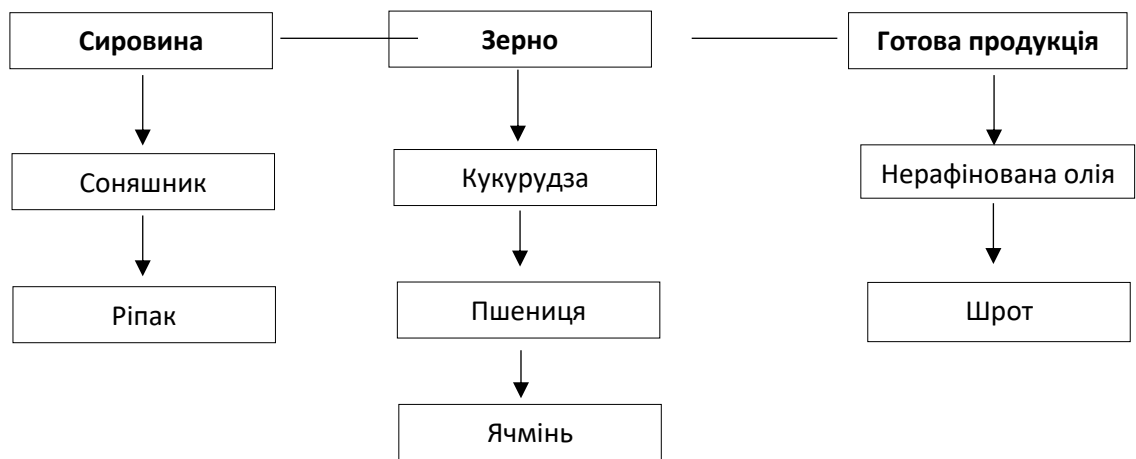 Сировина
Зерно
Готова продукція
Соняшник
Кукурудза
Нерафінована олія
Ріпак
Пшениця
Шрот
Ячмінь